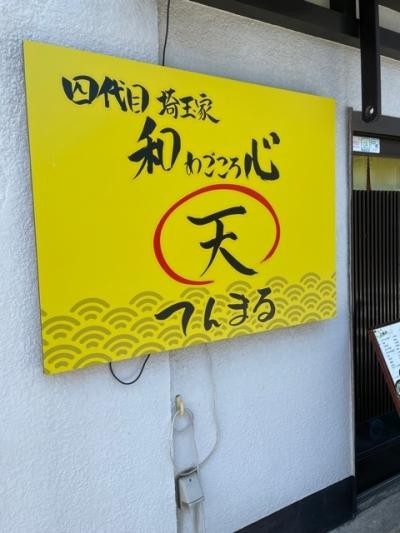 四代目 埼玉家
和わごころ心
天
てんまる